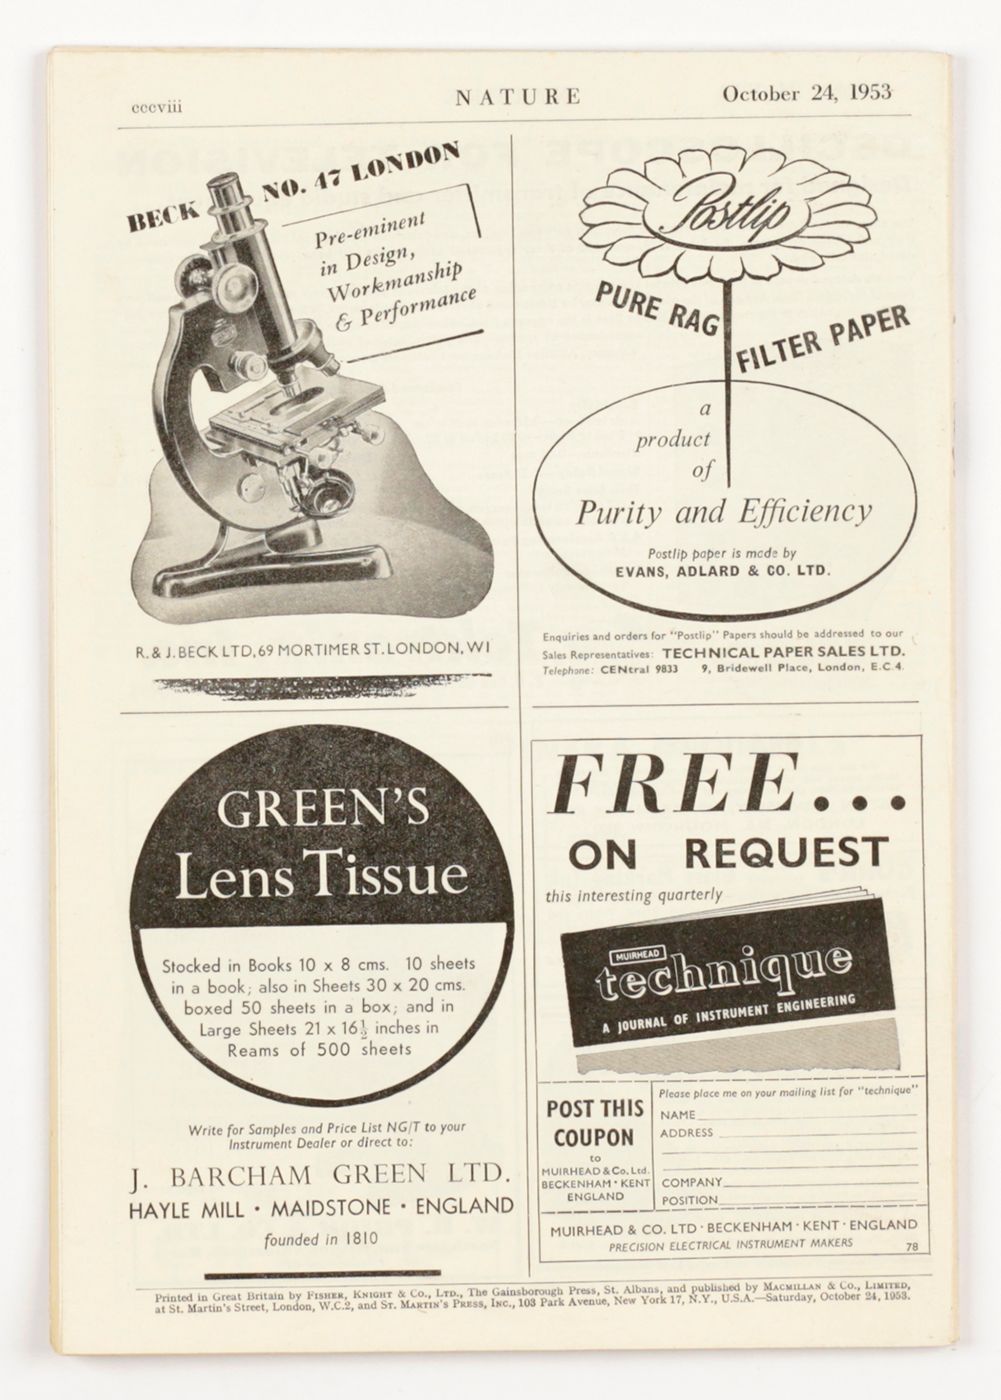 cccviii
NATURE
October 24, 1953
BECK NO. 47 LONDON
Pre-eminent
in Design,
Workmanship
& Performance
R. & J. BECK LTD, 69 MORTIMER ST. LONDON, W1
Postlip
PURE RAG
FILTER PAPER
a
product
of
Purity and Efficiency
Postlip paper is made by
EVANS, ADLARD & CO. LTD.
Enquiries and orders for "Postlip" Papers should be addressed to our
Sales Representatives: TECHNICAL PAPER SALES LTD.
Telephone: CENtral 9833 9, Bridewell Place, London, E.C.4.
GREEN'S
Lens Tissue
Stocked in Books 10 x 8 cms. 10 sheets
in a book; also in Sheets 30 x 20 cms.
boxed 50 sheets in a box; and in
Large Sheets 21 x 16½ inches in
Reams of 500 sheets
Write for Samples and Price List NG/T to your
Instrument Dealer or direct to:
J. BARCHAM GREEN LTD.
HAYLE MILL · MAIDSTONE · ENGLAND
founded in 1810
FREE...
ON REQUEST
this interesting quarterly
MUIRHEAD
technique
A JOURNAL OF INSTRUMENT ENGINEERING
POST THIS
COUPON
to
MUIRHEAD & Co. Ltd.
BECKENHAM · KENT
ENGLAND
Please place me on your mailing list for "technique"
NAME
ADDRESS
COMPANY
POSITION
MUIRHEAD & CO. LTD · BECKENHAM · KENT · ENGLAND
PRECISION ELECTRICAL INSTRUMENT MAKERS 78
Printed in Great Britain by FISHER, KNIGHT & CO., LTD., The Gainsborough Press, St. Albans, and published by MACMILLAN & CO., LIMITED,
at St. Martin's Street, London, W.C.2, and ST. MARTIN'S PRESS, INC., 103 Park Avenue, New York 17, N.Y., U.S.A.—Saturday, October 24, 1953.